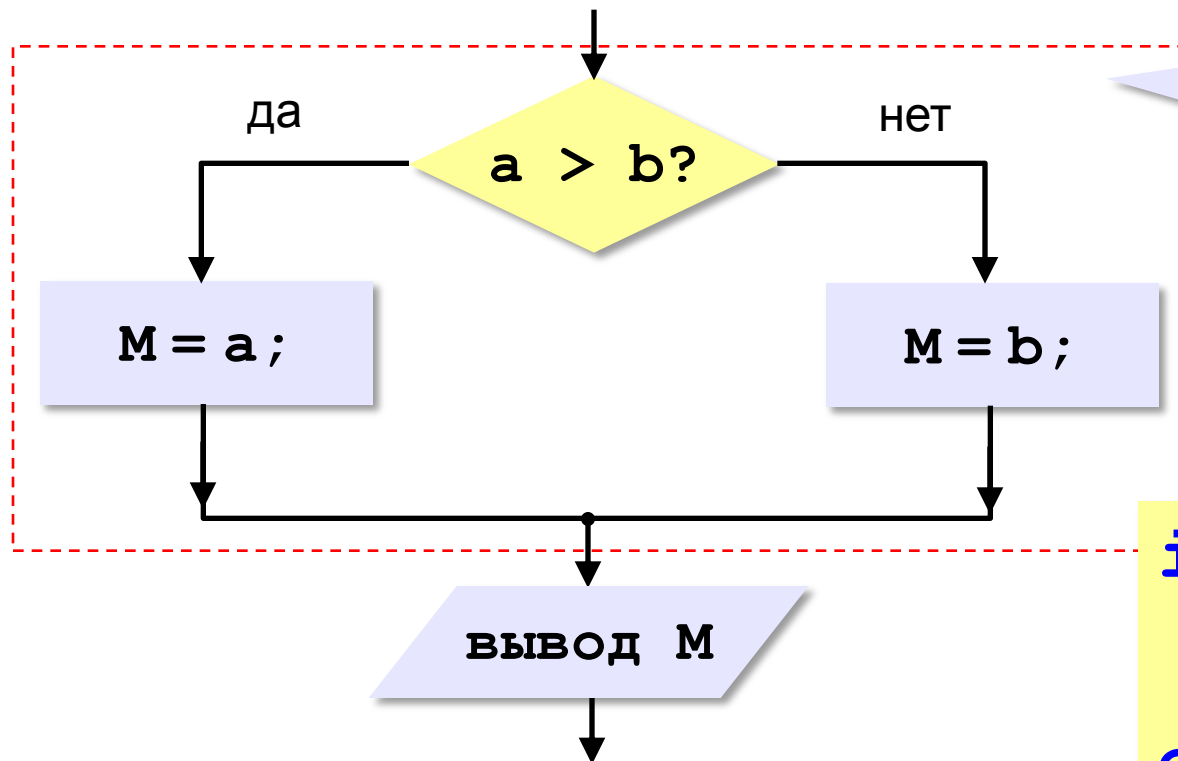 да
нет
a > b?
M = a;
M = b;
вывод M